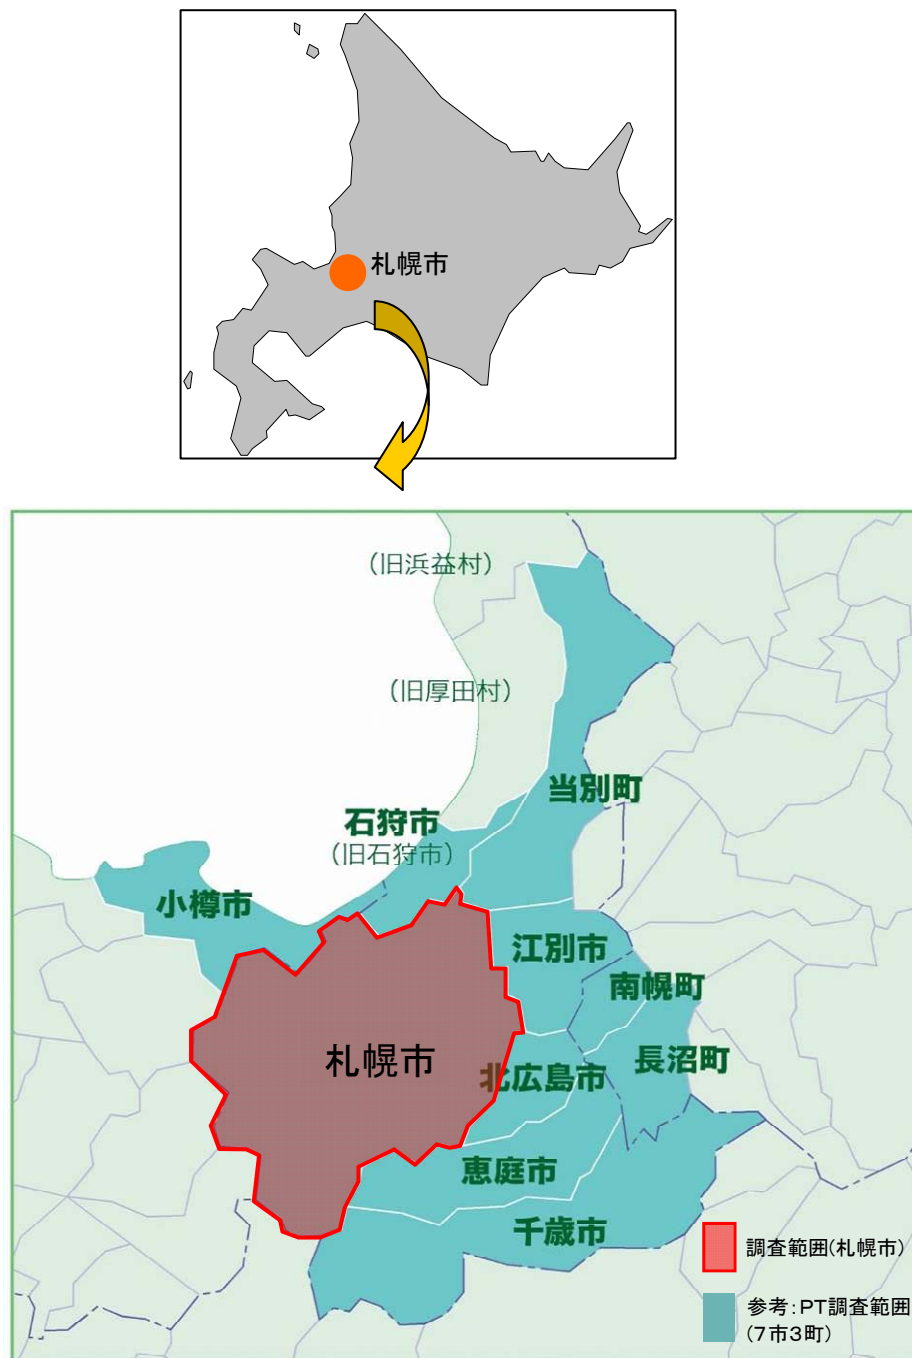 札幌市
(旧浜益村)
(旧厚田村)
当別町
石狩市
(旧石狩市)
小樽市
江別市
南幌町
札幌市
北広島市
長沼町
恵庭市
千歳市
調査範囲(札幌市)
参考:PT調査範囲
(7市3町)